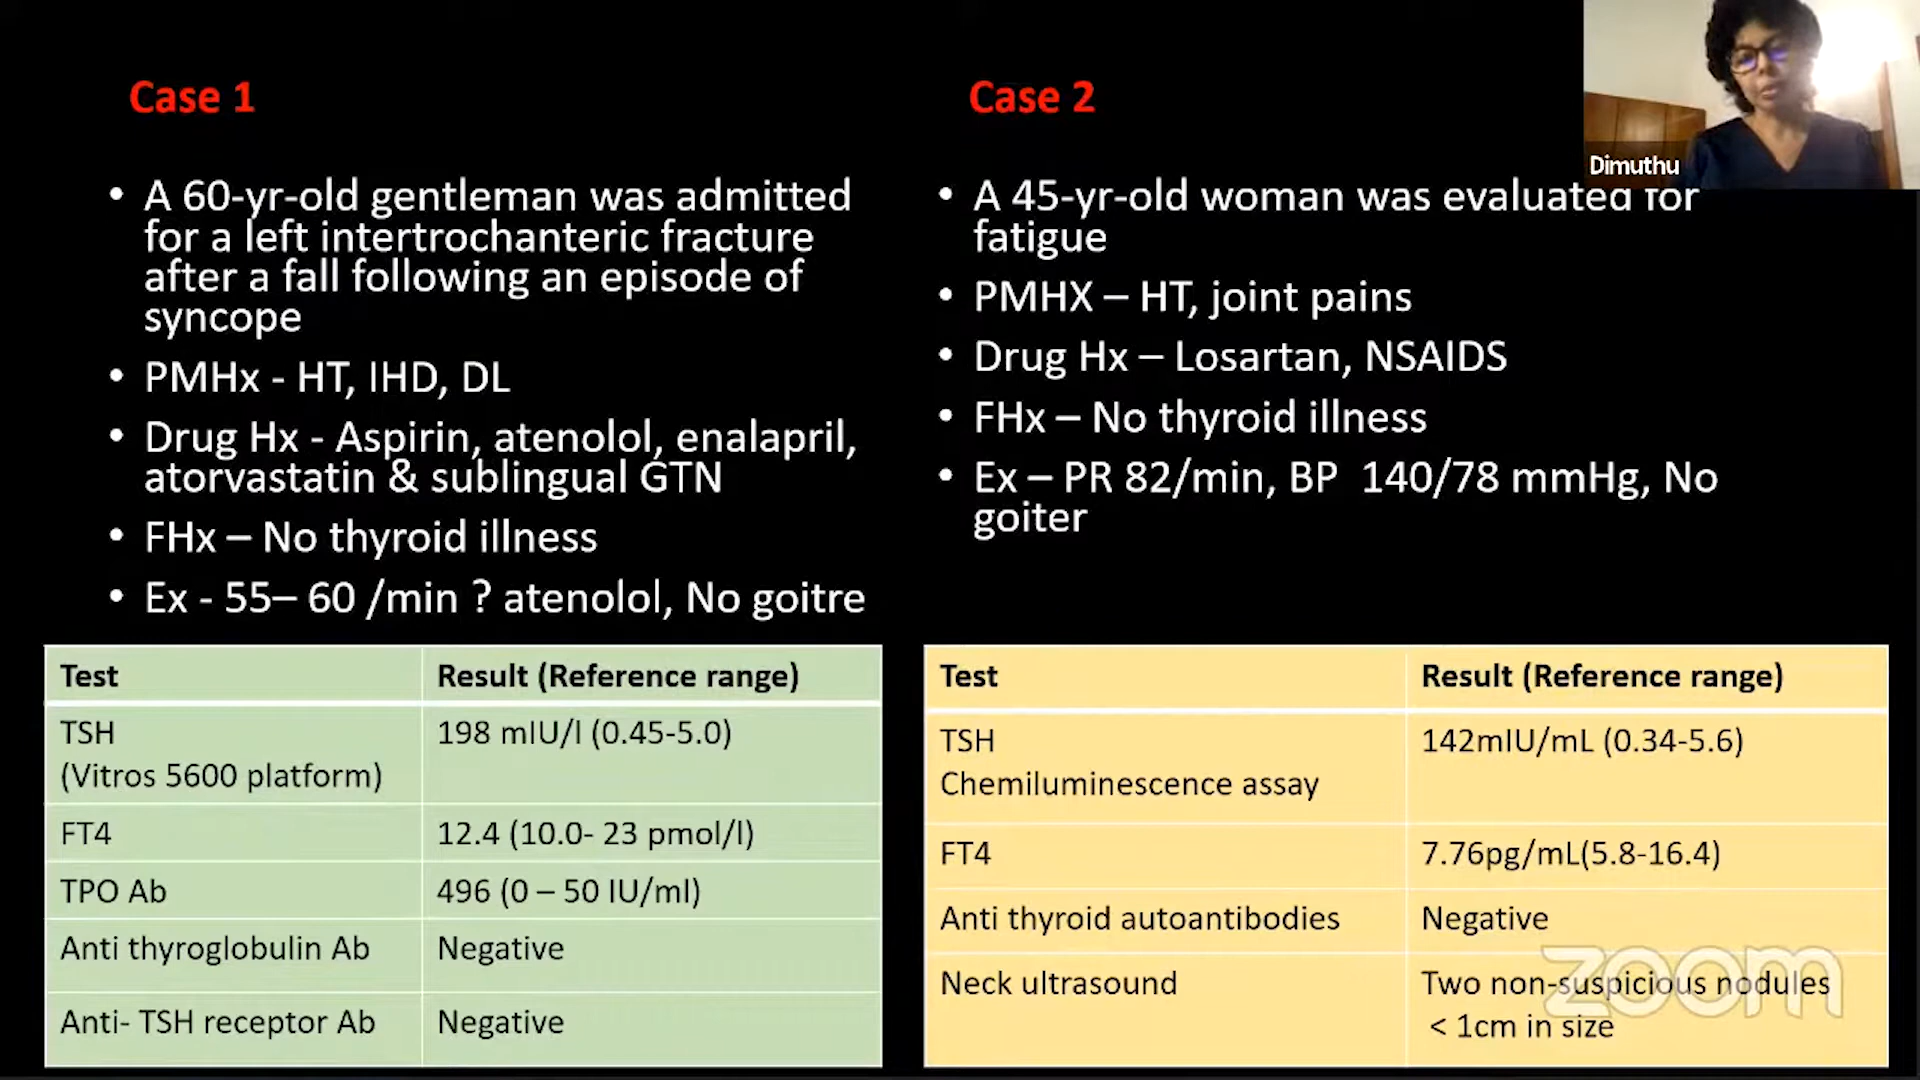 Case 1
• A 60-yr-old gentleman was admitted
for a left intertrochanteric fracture
after a fall following an episode of
syncope
• PMHx - HT, IHD, DL
• Drug Hx - Aspirin, atenolol, enalapril,
atorvastatin & sublingual GTN
• FHx – No thyroid illness
• Ex - 55– 60 /min ? atenolol, No goitre
Test Result (Reference range)
TSH 198 mIU/l (0.45-5.0)
(Vitros 5600 platform)
FT4 12.4 (10.0- 23 pmol/l)
TPO Ab 496 (0 – 50 IU/ml)
Anti thyroglobulin Ab Negative
Anti- TSH receptor Ab Negative
Case 2
• A 45-yr-old woman was evaluated for
fatigue
• PMHX – HT, joint pains
• Drug Hx – Losartan, NSAIDS
• FHx – No thyroid illness
• Ex – PR 82/min, BP  140/78 mmHg, No
goiter
Test Result (Reference range)
TSH 142mIU/mL (0.34-5.6)
Chemiluminescence assay
FT4 7.76pg/mL(5.8-16.4)
Anti thyroid autoantibodies Negative
Neck ultrasound Two non-suspicious nodules
< 1cm in size
Dimuthu
zoom